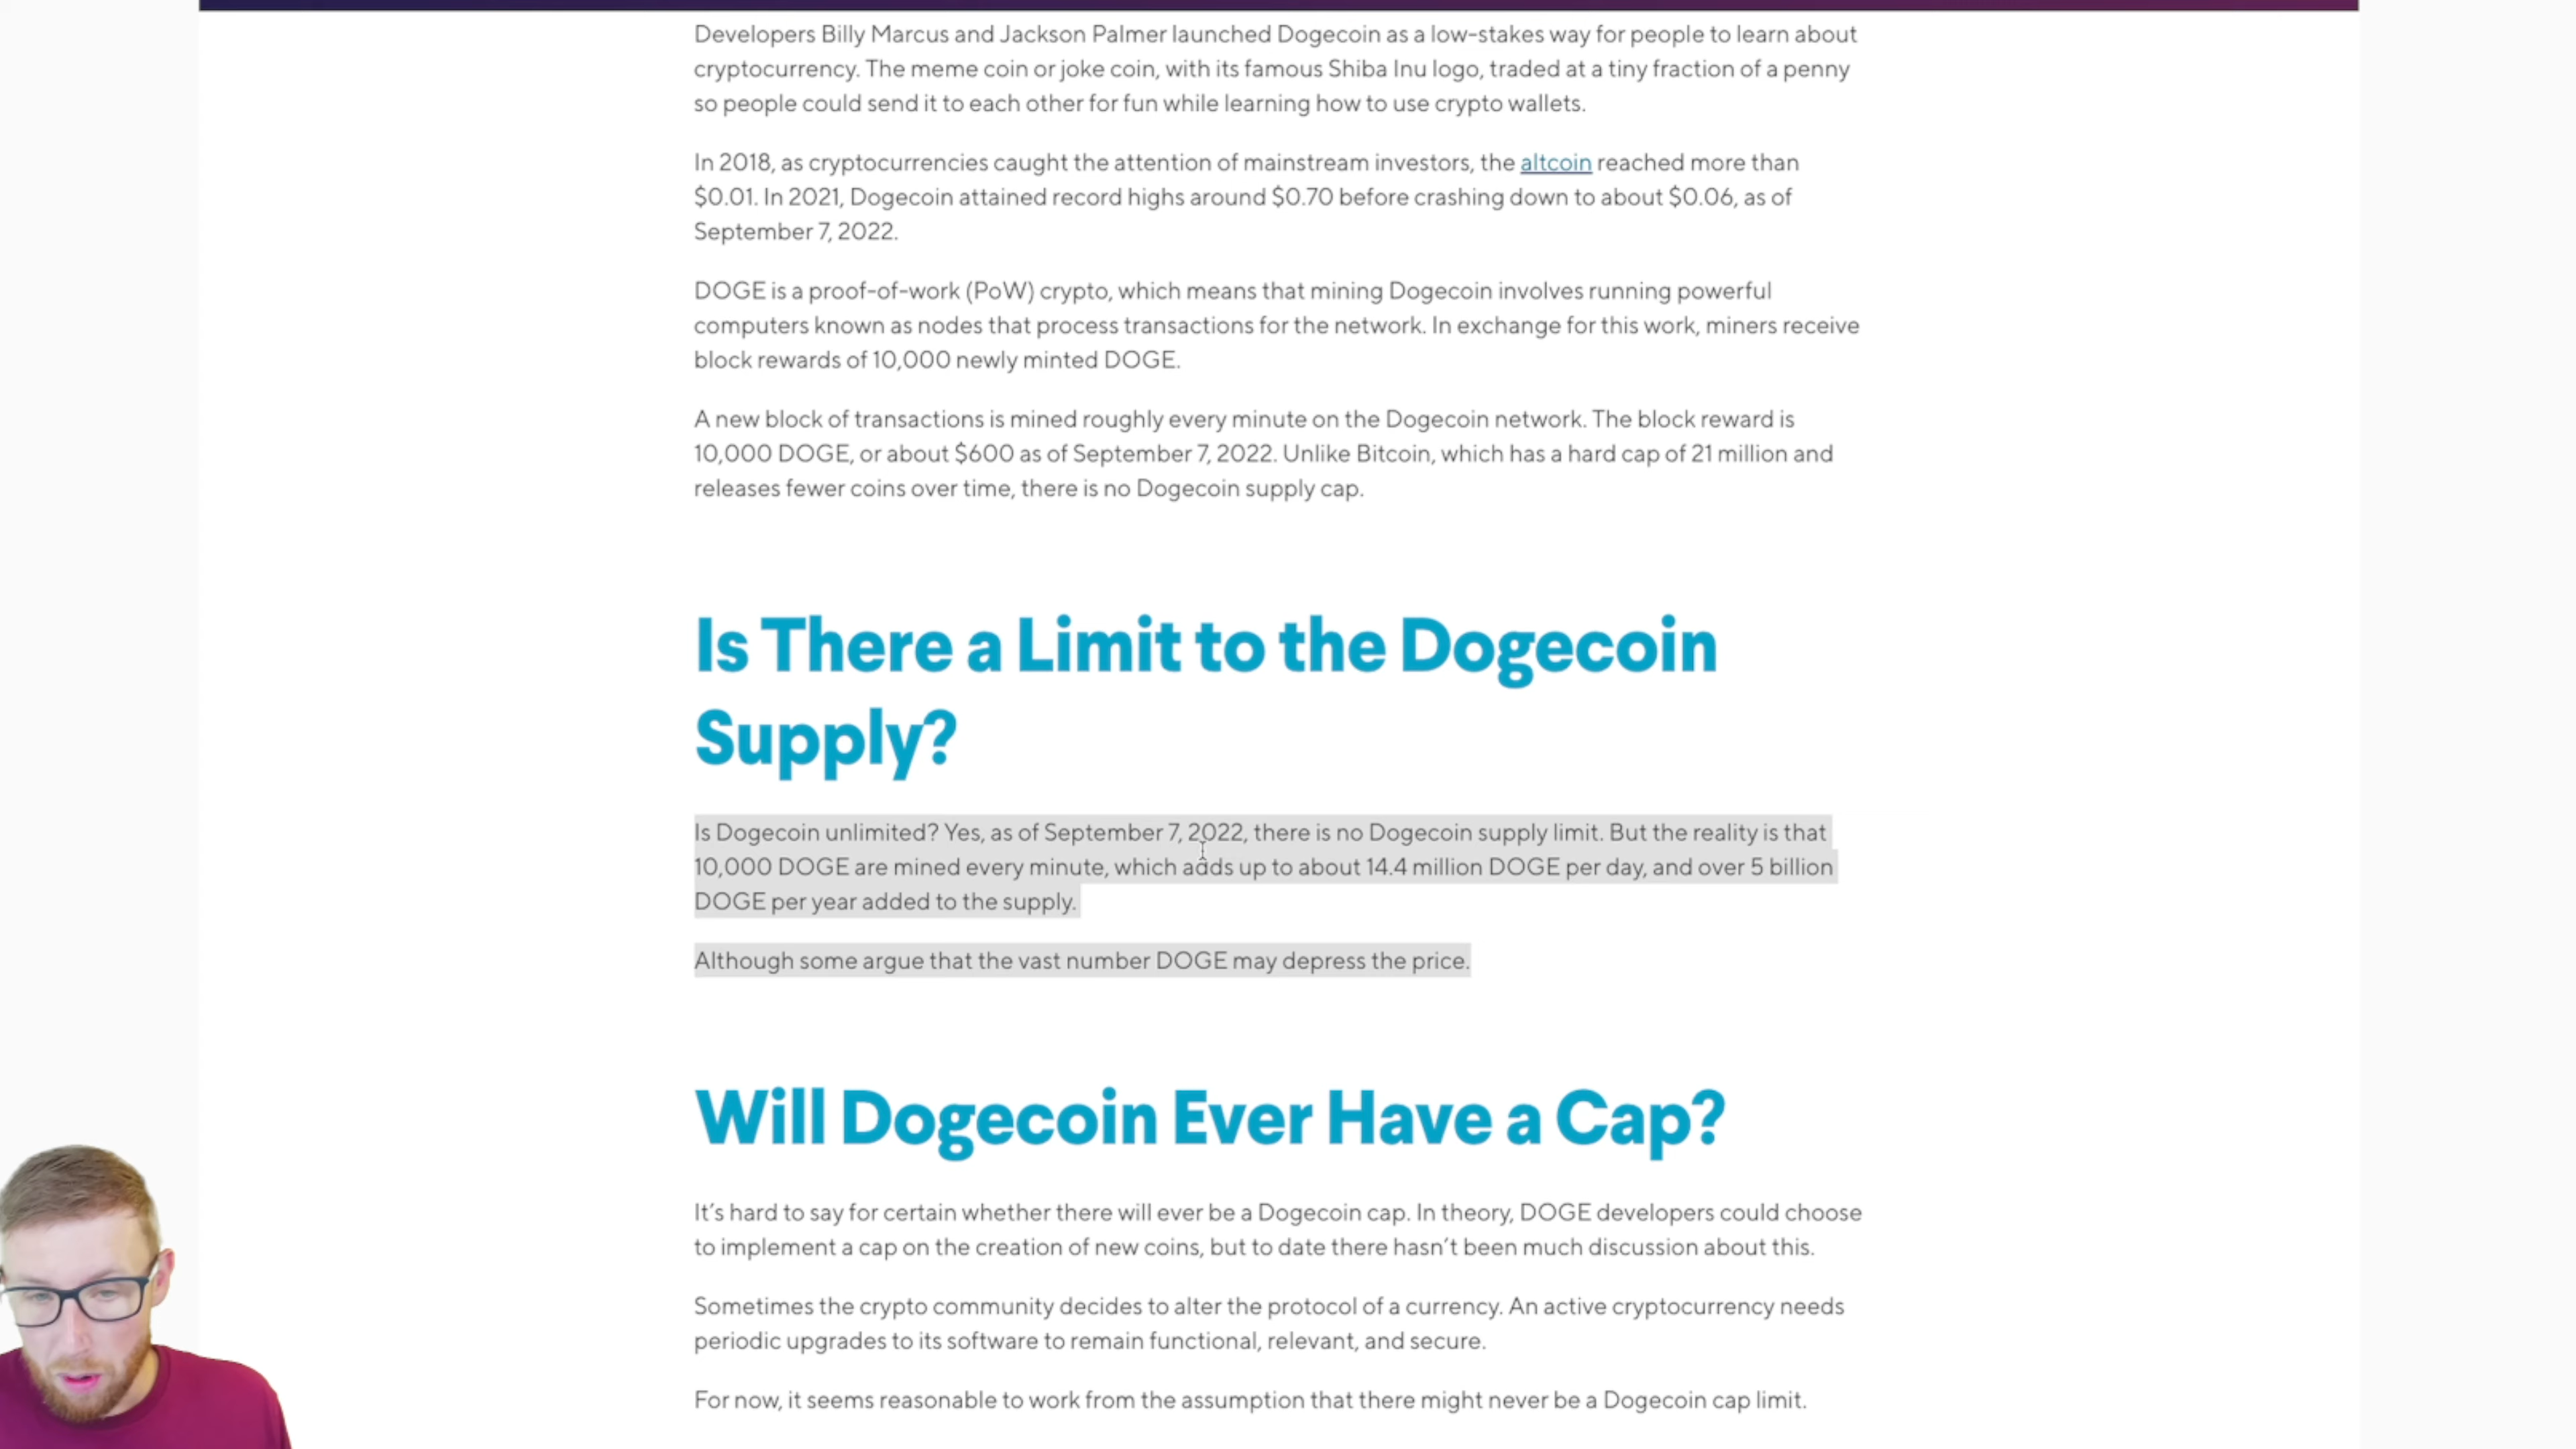 Developers Billy Marcus and Jackson Palmer launched Dogecoin as a low-stakes way for people to learn about
cryptocurrency. The meme coin or joke coin, with its famous Shiba Inu logo, traded at a tiny fraction of a penny
so people could send it to each other for fun while learning how to use crypto wallets.
In 2018, as cryptocurrencies caught the attention of mainstream investors, the altcoin reached more than
$0.01. In 2021, Dogecoin attained record highs around $0.70 before crashing down to about $0.06, as of
September 7, 2022.
DOGE is a proof-of-work (PoW) crypto, which means that mining Dogecoin involves running powerful
computers known as nodes that process transactions for the network. In exchange for this work, miners receive
block rewards of 10,000 newly minted DOGE.
A new block of transactions is mined roughly every minute on the Dogecoin network. The block reward is
10,000 DOGE, or about $600 as of September 7, 2022. Unlike Bitcoin, which has a hard cap of 21 million and
releases fewer coins over time, there is no Dogecoin supply cap.
Is There a Limit to the Dogecoin
Supply?
Is Dogecoin unlimited? Yes, as of September 7, 2022, there is no Dogecoin supply limit. But the reality is that
10,000 DOGE are mined every minute, which adds up to about 14.4 million DOGE per day, and over 5 billion
DOGE per year added to the supply.
Although some argue that the vast number DOGE may depress the price.
Will Dogecoin Ever Have a Cap?
It's hard to say for certain whether there will ever be a Dogecoin cap. In theory, DOGE developers could choose
to implement a cap on the creation of new coins, but to date there hasn't been much discussion about this.
Sometimes the crypto community decides to alter the protocol of a currency. An active cryptocurrency needs
periodic upgrades to its software to remain functional, relevant, and secure.
For now, it seems reasonable to work from the assumption that there might never be a Dogecoin cap limit.